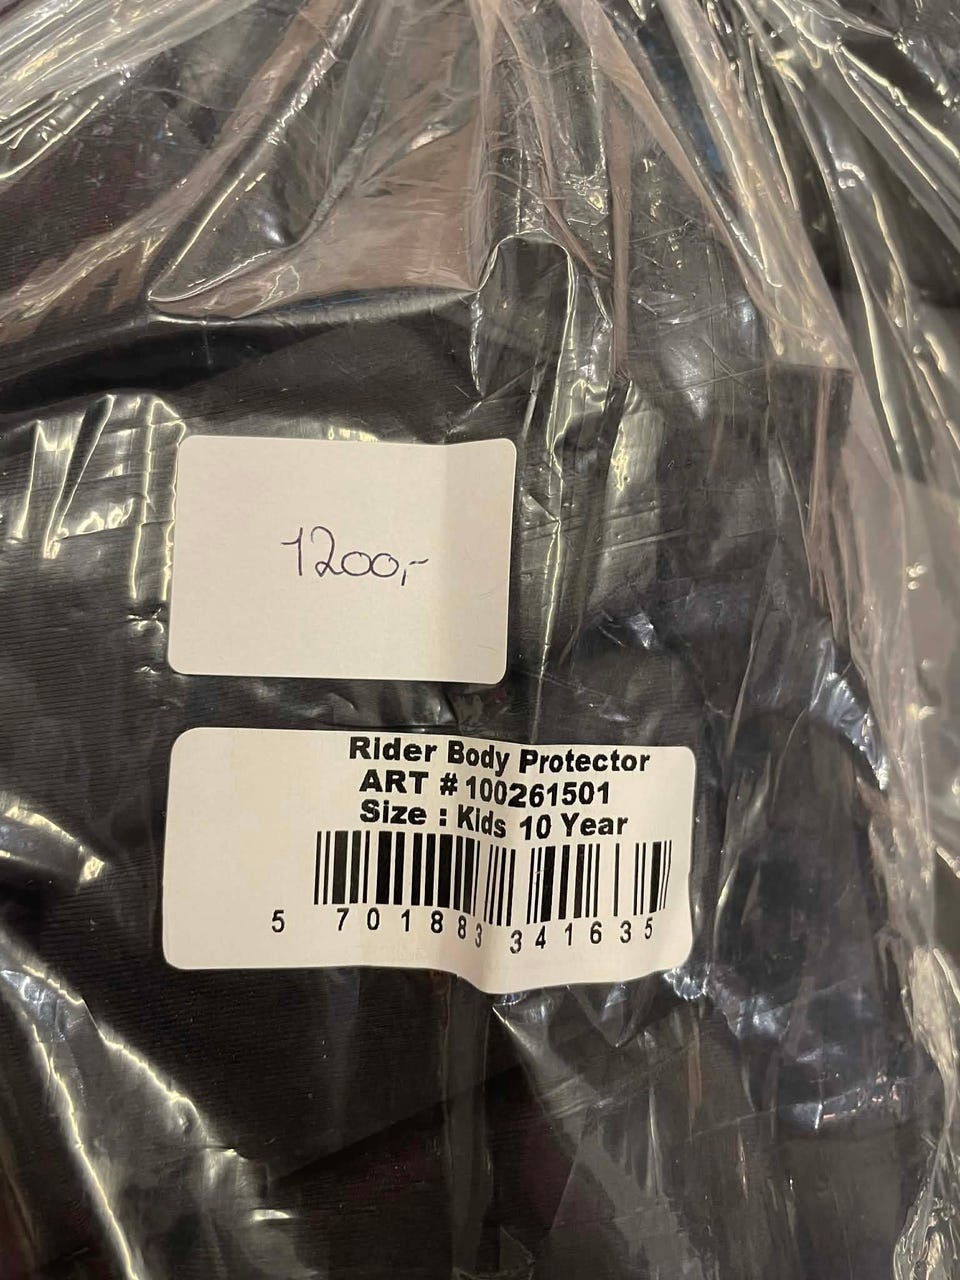 1200,-
Rider Body Protector
ART # 100261501
Size : Kids 10 Year
5 701883 341635